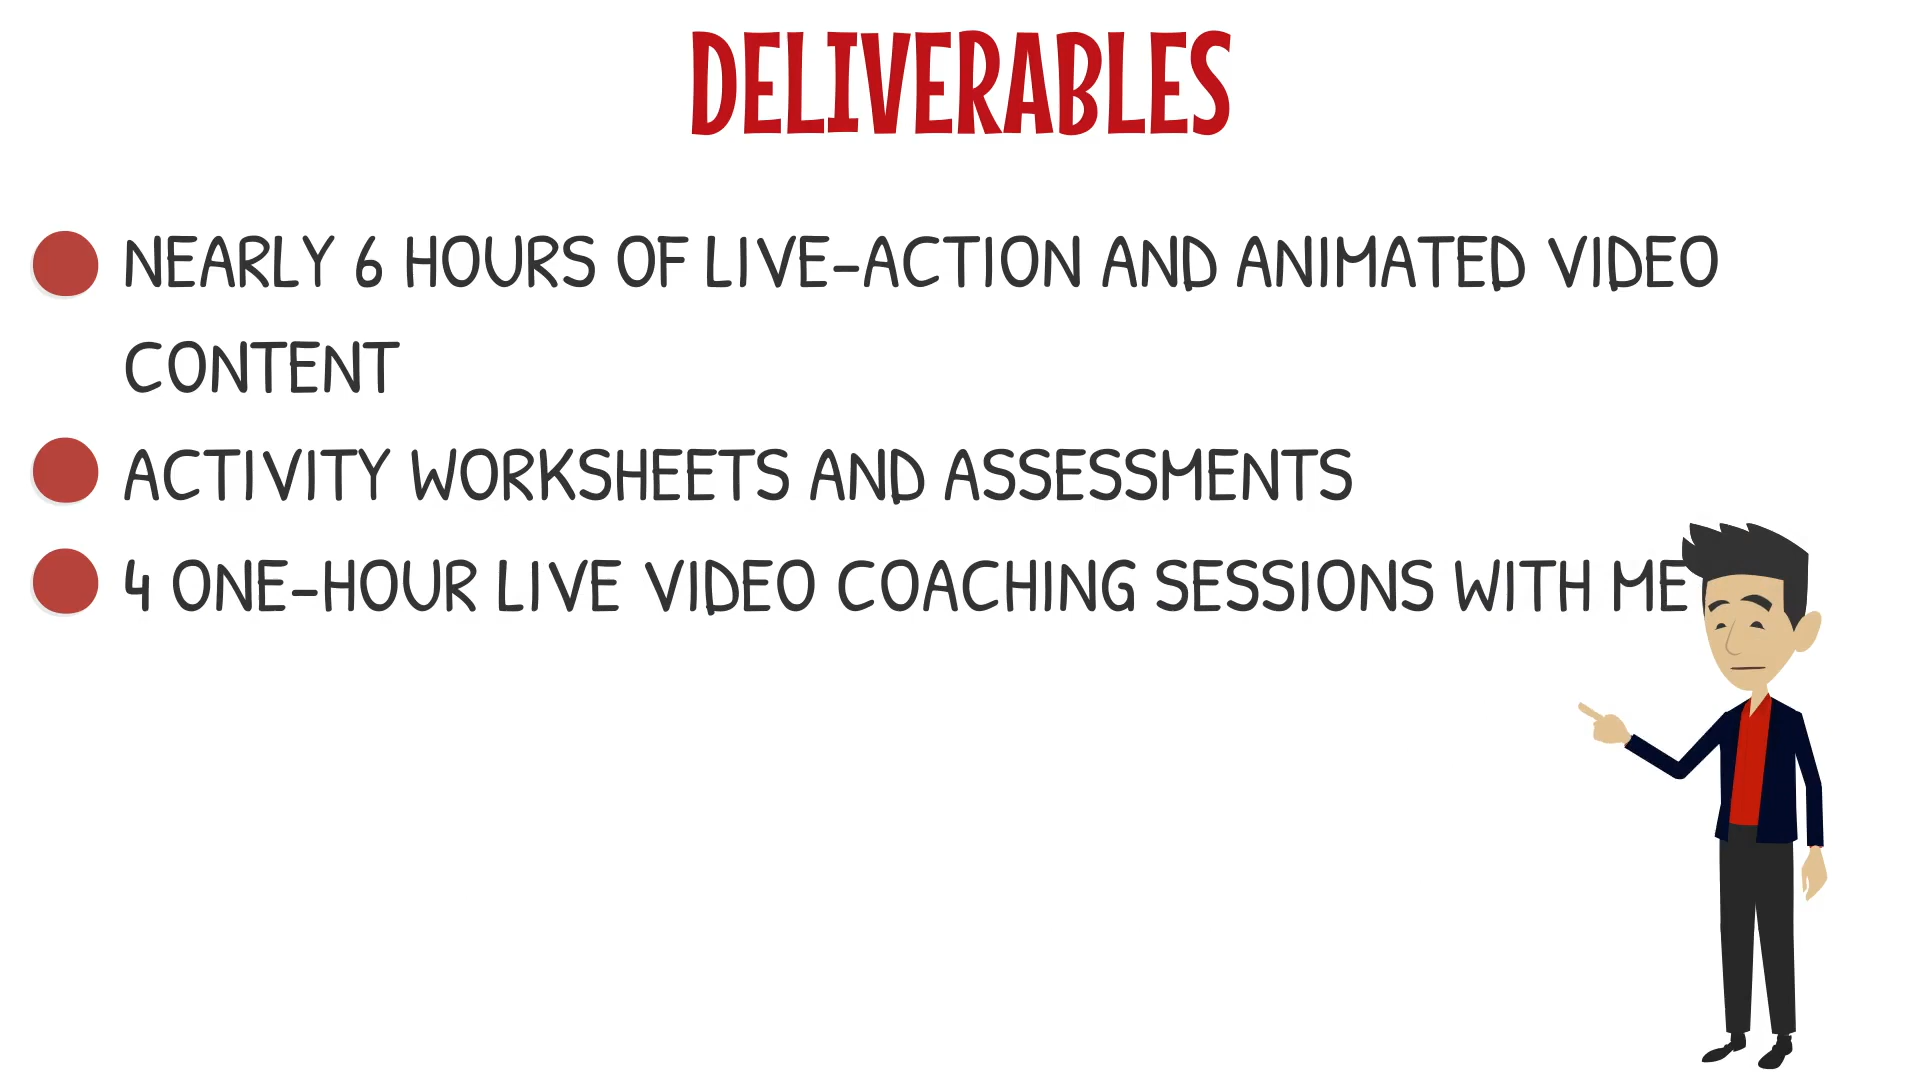 DELIVERABLES
NEARLY 6 HOURS OF LIVE-ACTION AND ANIMATED VIDEO
CONTENT
ACTIVITY WORKSHEETS AND ASSESSMENTS
4 ONE-HOUR LIVE VIDEO COACHING SESSIONS WITH ME